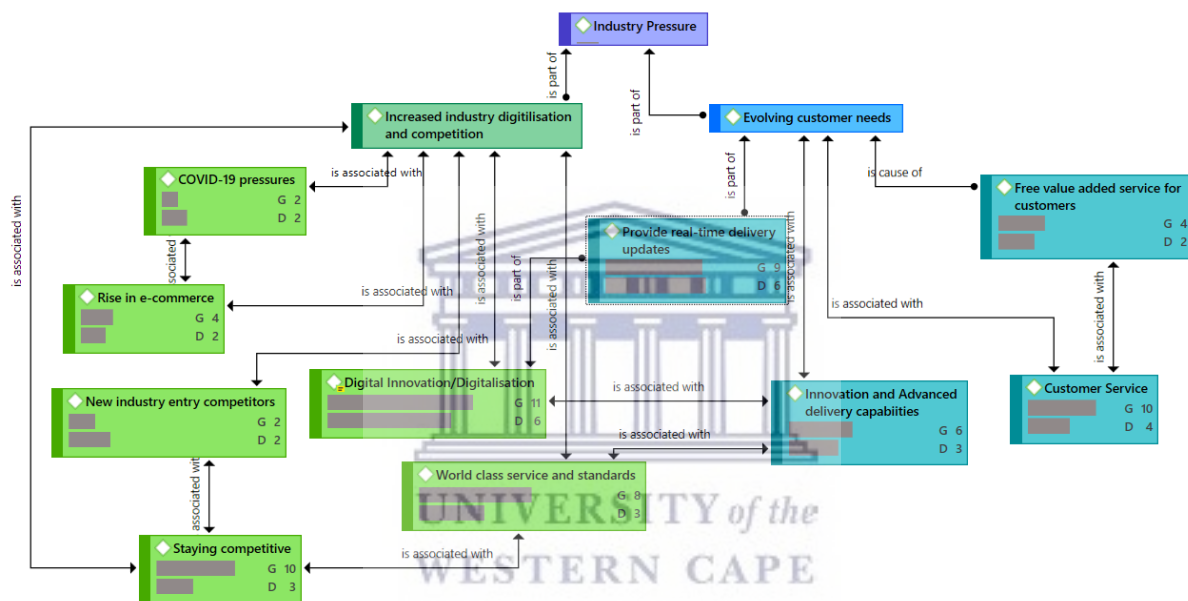 Industry Pressure
is part of
is part of
Increased industry digitilisation
and competition
Evolving customer needs
is associated with
COVID-19 pressures
G 2
D 2
is associated with
is part of
is cause of
Free value added service for
customers
G 4
D 2
Provide real-time delivery
updates
G 9
D 6
is associated with
is associated with
associated
Rise in e-commerce
G 4
D 2
is associated with
is part of
is associated with
is associated with
is associated with
is associated with
New industry entry competitors
G 2
D 2
Digital Innovation/Digitalisation
G 11
D 6
is associated with
is associated with
Innovation and Advanced
delivery capabiities
G 6
D 3
Customer Service
G 10
D 4
World class service and standards
G 8
D 3
associated with
UNIVERSITY of the
Staying competitive
G 10
D 3
is associated with
WESTERN CAPE